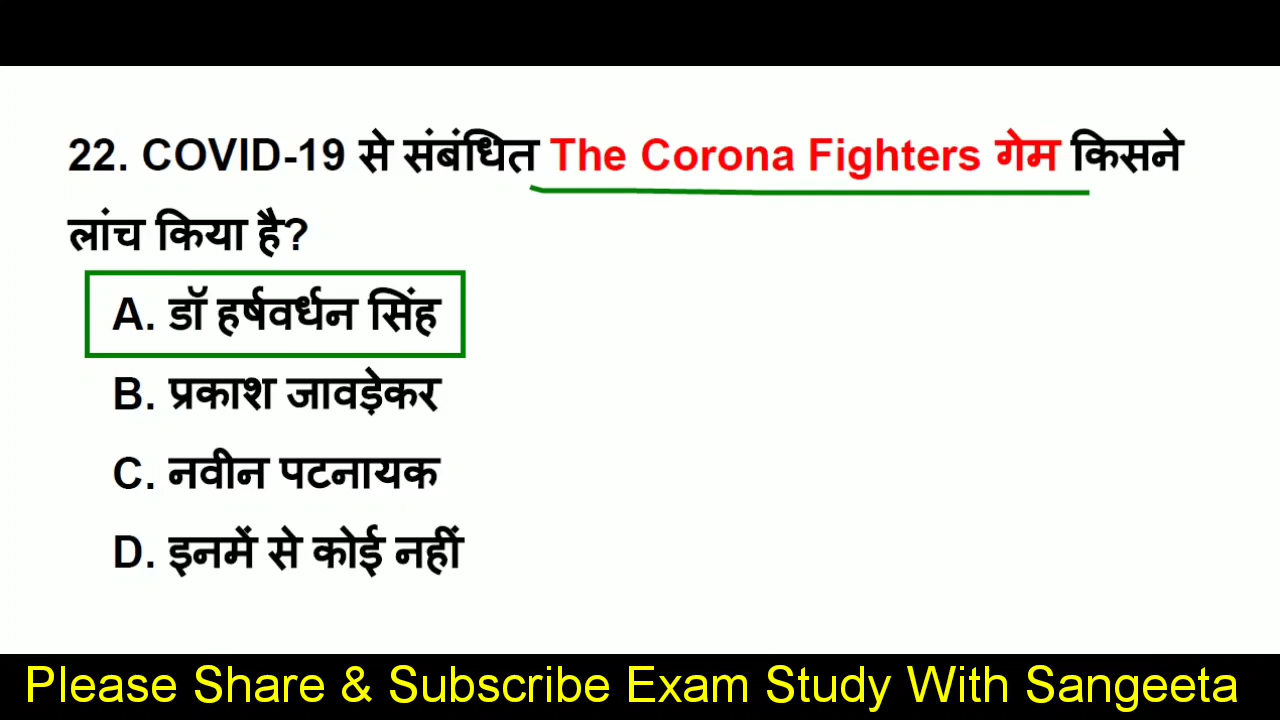 22. COVID-19 से संबंधित The Corona Fighters गेम किसने
लांच किया है?
A. डॉ हर्षवर्धन सिंह
B. प्रकाश जावड़ेकर
C. नवीन पटनायक
D. इनमें से कोई नहीं
Please Share & Subscribe Exam Study With Sangeeta